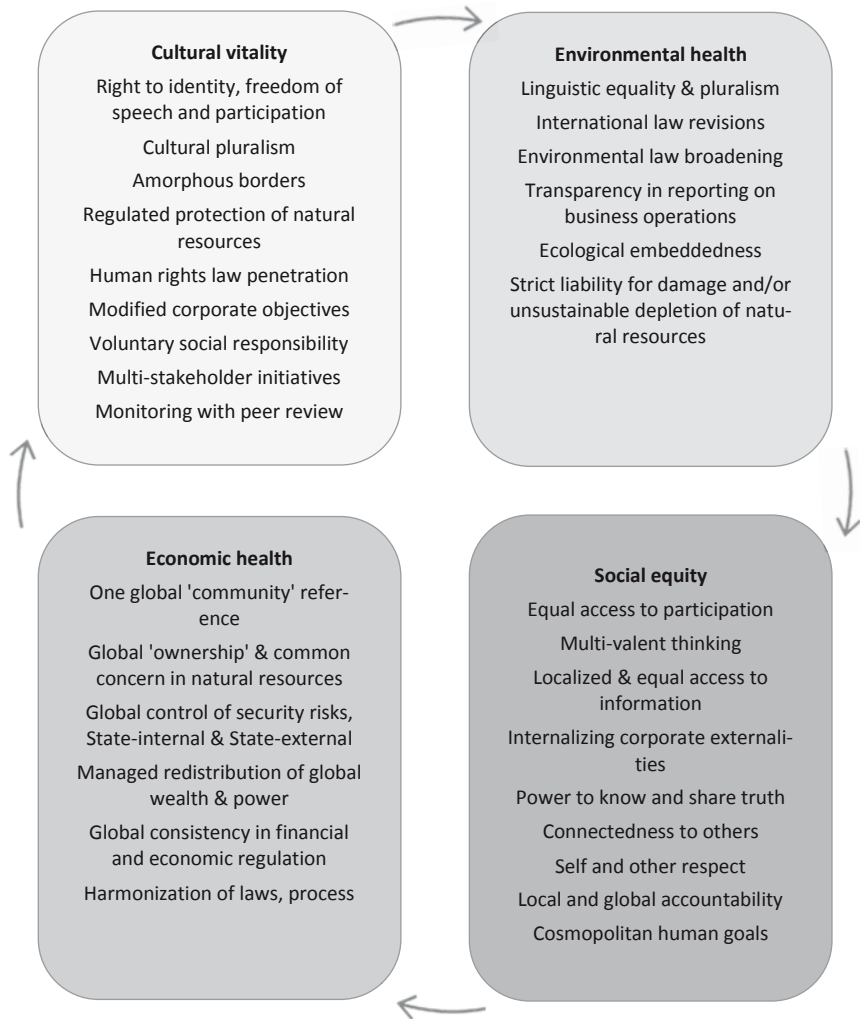 Cultural vitality
Right to identity, freedom of
speech and participation
Cultural pluralism
Amorphous borders
Regulated protection of natural
resources
Human rights law penetration
Modified corporate objectives
Voluntary social responsibility
Multi-stakeholder initiatives
Monitoring with peer review
Environmental health
Linguistic equality & pluralism
International law revisions
Environmental law broadening
Transparency in reporting on
business operations
Ecological embeddedness
Strict liability for damage and/or
unsustainable depletion of natu-
ral resources
Economic health
One global 'community' refer-
ence
Global 'ownership' & common
concern in natural resources
Global control of security risks,
State-internal & State-external
Managed redistribution of global
wealth & power
Global consistency in financial
and economic regulation
Harmonization of laws, process
Social equity
Equal access to participation
Multi-valent thinking
Localized & equal access to
information
Internalizing corporate externali-
ties
Power to know and share truth
Connectedness to others
Self and other respect
Local and global accountability
Cosmopolitan human goals